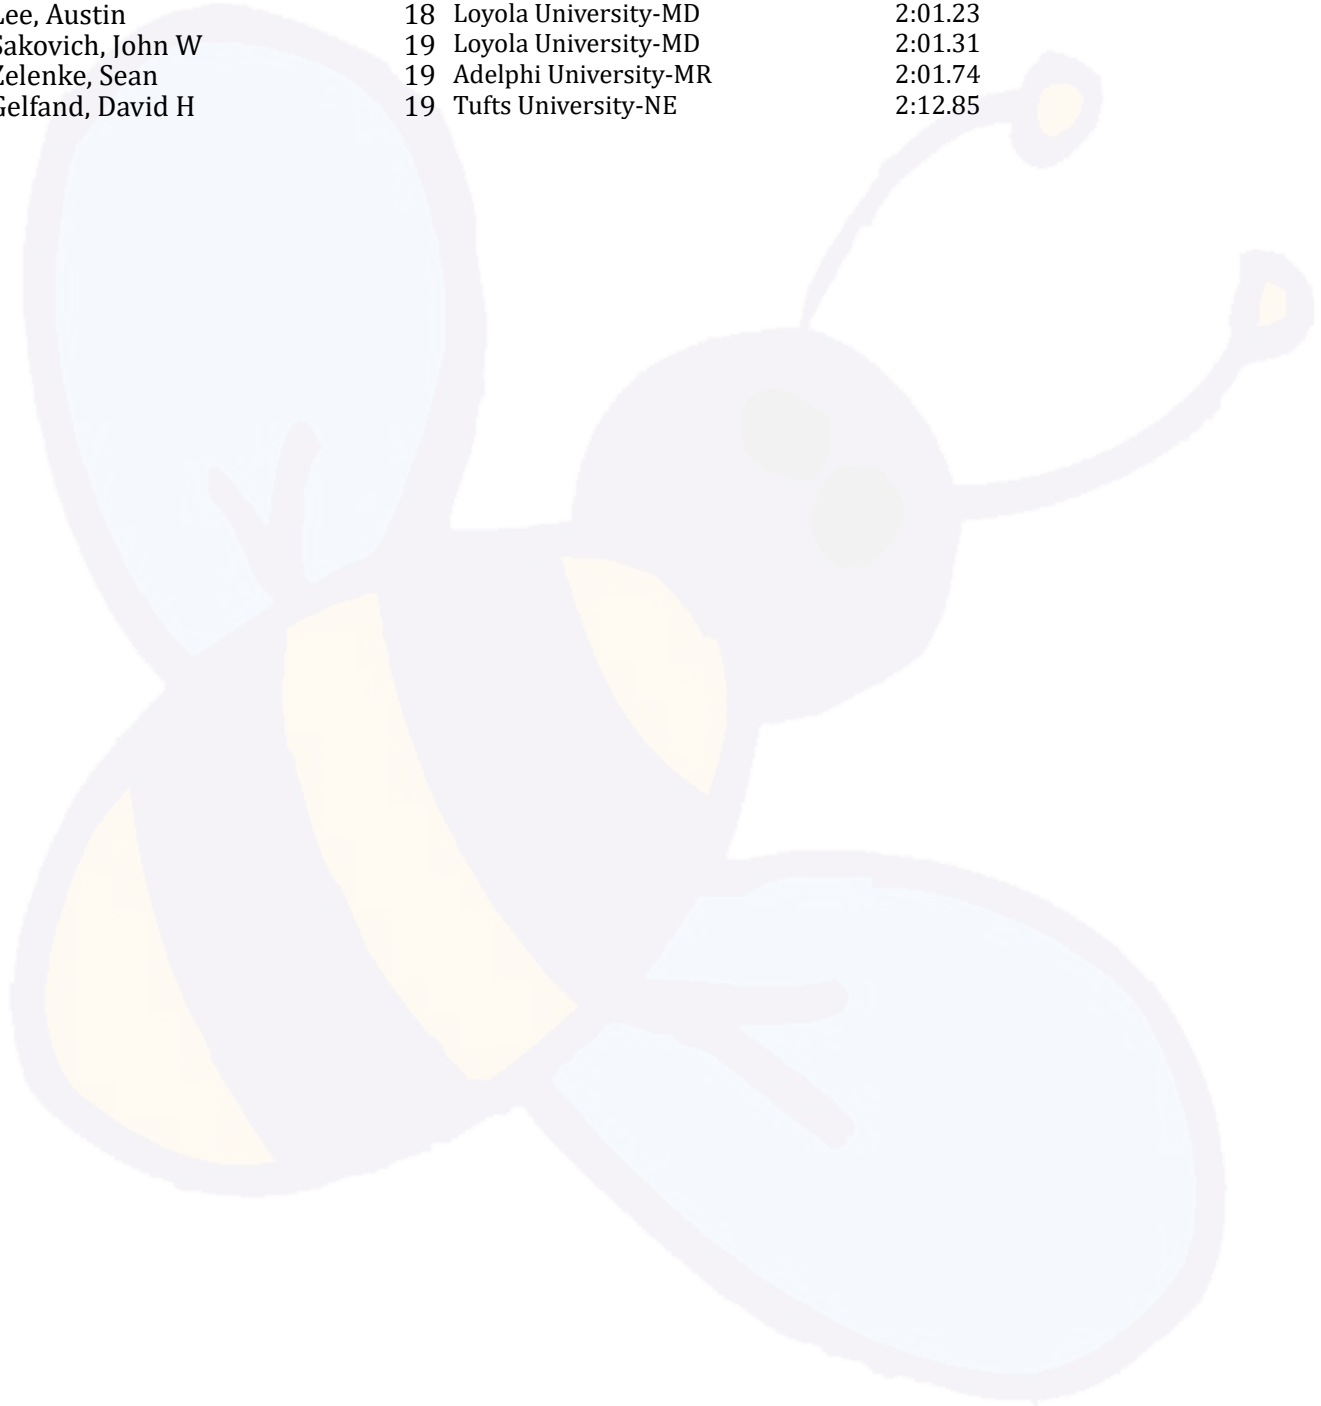 Lee, Austin 18 Loyola University-MD 2:01.23
Sakovich, John W 19 Loyola University-MD 2:01.31
Zelenke, Sean 19 Adelphi University-MR 2:01.74
Gelfand, David H 19 Tufts University-NE 2:12.85